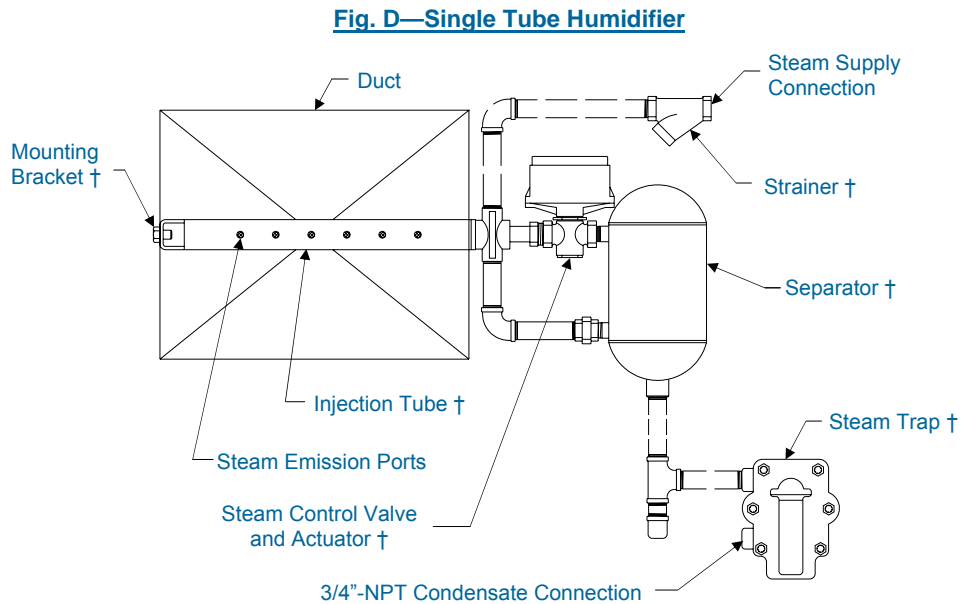 Fig. D—Single Tube Humidifier
Duct
Steam Supply
Connection
Mounting
Bracket †
Strainer †
Separator †
Injection Tube †
Steam Trap †
Steam Emission Ports
Steam Control Valve
and Actuator †
3/4”-NPT Condensate Connection